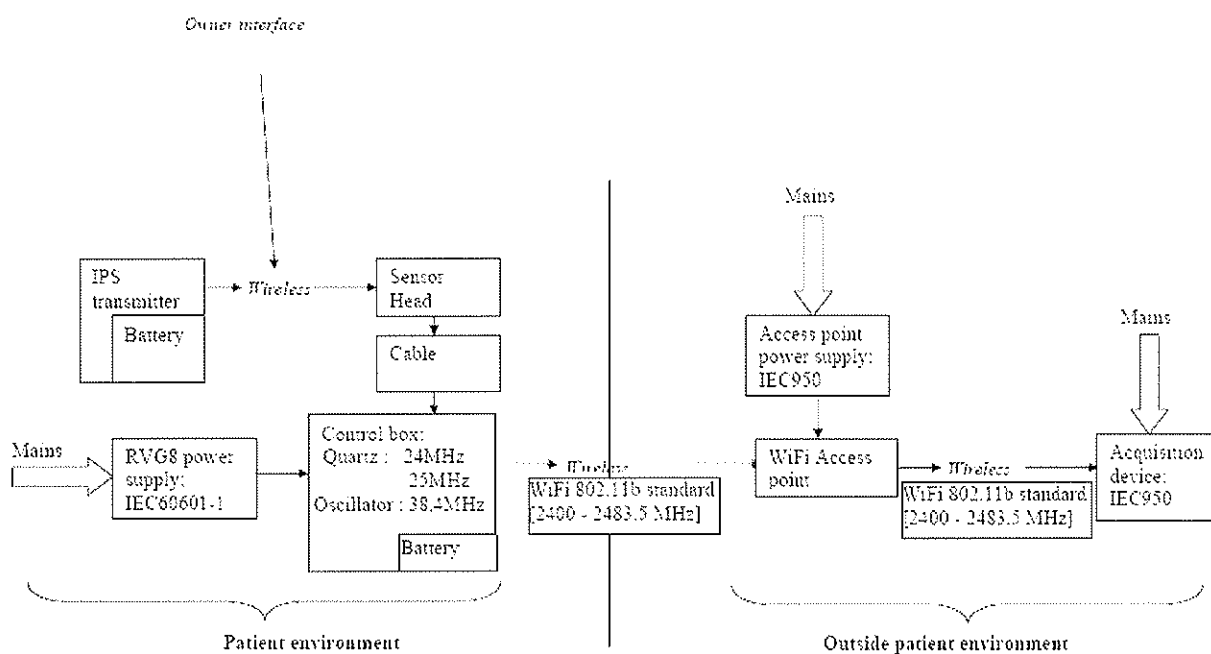 Owner interface
Mains
IPS
transmitter
Battery
Wireless
Sensor
Head
Cable
Access point
power supply:
IEC950
Mains
Mains
RVG8 power
supply:
IEC60601-1
Control box:
Quartz : 24MHz
25MHz
Oscillator : 38,4MHz
Battery
Wireless
WiFi 802.11b standard
[2400 - 2483.5 MHz]
WiFi Access
point
Wireless
WiFi 802.11b standard
[2400 - 2483.5 MHz]
Acquisition
device:
IEC950
Patient environment
Outside patient environment